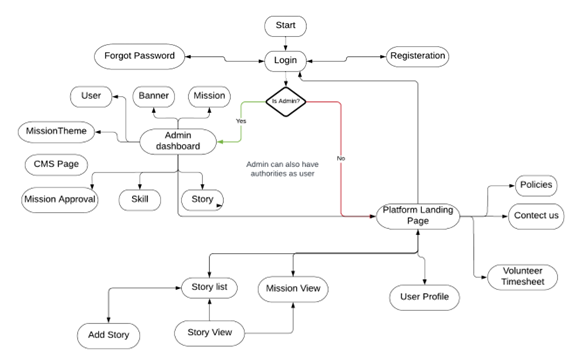 Start
Forgot Password
Login
Registeration
User
Banner
Mission
Is Admin?
Yes
MissionTheme
Admin
dashboard
CMS Page
Admin can also have
authorities as user
No
Mission Approval
Skill
Story
Platform Landing
Page
Policies
Contact us
Volunteer
Timesheet
Story list
Mission View
User Profile
Add Story
Story View